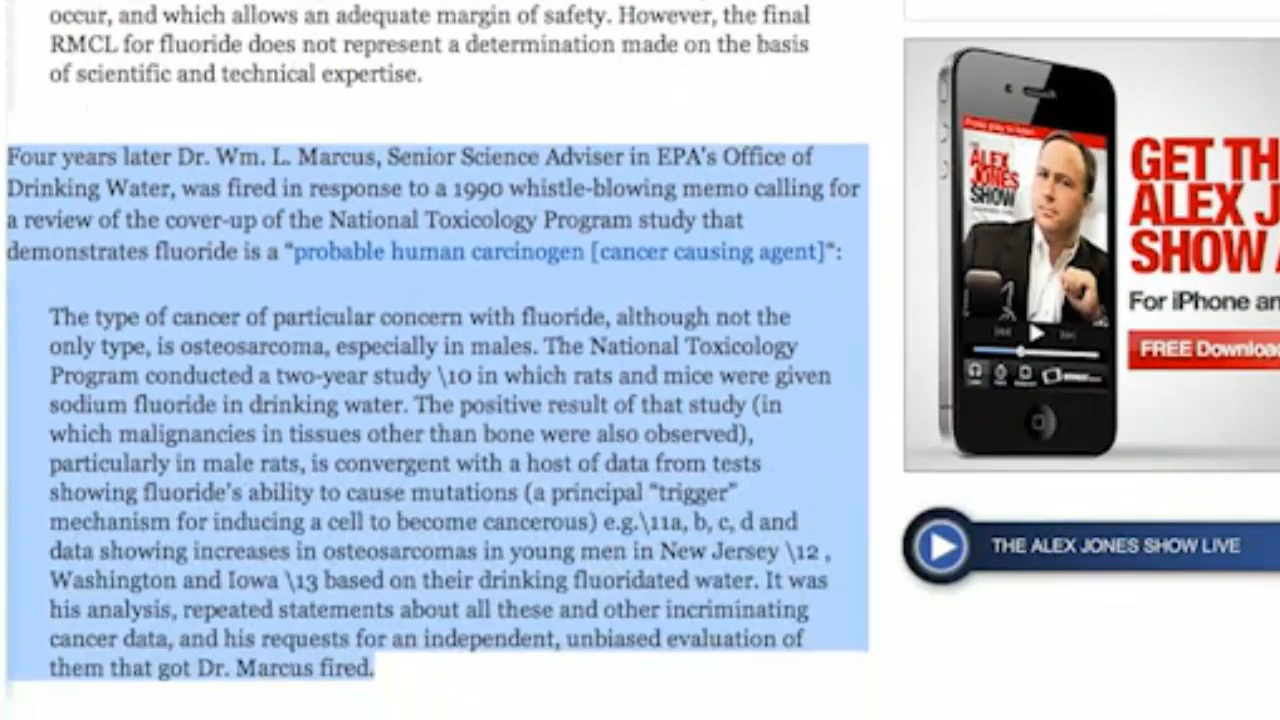 occur, and which allows an adequate margin of safety. However, the final
RMCL for fluoride does not represent a determination made on the basis
of scientific and technical expertise.
Four years later Dr. Wm. L. Marcus, Senior Science Adviser in EPA's Office of
Drinking Water, was fired in response to a 1990 whistle-blowing memo calling for
a review of the cover-up of the National Toxicology Program study that
demonstrates fluoride is a "probable human carcinogen [cancer causing agent]":
The type of cancer of particular concern with fluoride, although not the
only type, is osteosarcoma, especially in males. The National Toxicology
Program conducted a two-year study \10 in which rats and mice were given
sodium fluoride in drinking water. The positive result of that study (in
which malignancies in tissues other than bone were also observed),
particularly in male rats, is convergent with a host of data from tests
showing fluoride's ability to cause mutations (a principal "trigger"
mechanism for inducing a cell to become cancerous) e.g.\11a, b, c, d and
data showing increases in osteosarcomas in young men in New Jersey \12 ,
Washington and Iowa \13 based on their drinking fluoridated water. It was
his analysis, repeated statements about all these and other incriminating
cancer data, and his requests for an independent, unbiased evaluation of
them that got Dr. Marcus fired.
THE
ALEX
JONES
SHOW
GET TH
ALEX J
SHOW A
For iPhone an
FREE Downloa
THE ALEX JONES SHOW LIVE